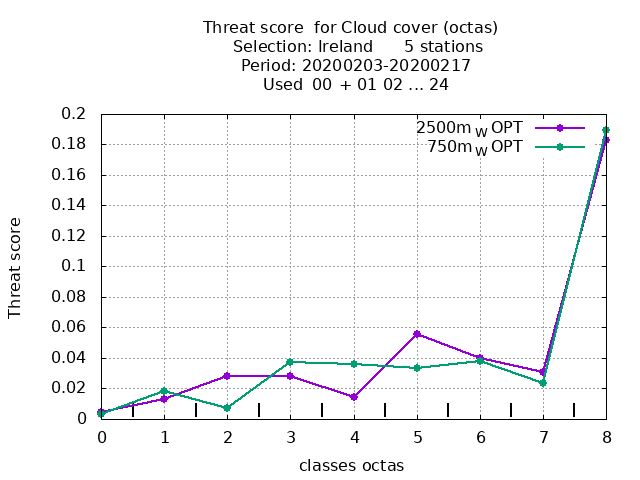 Threat score  for Cloud cover (octas)
Selection: Ireland      5 stations
Period: 20200203-20200217
Used  00 + 01 02 ... 24
0.2
0.18
0.16
0.14
0.12
0.1
0.08
0.06
0.04
0.02
0
Threat score
2500m W OPT
750m W OPT
0 1 2 3 4 5 6 7 8
classes octas